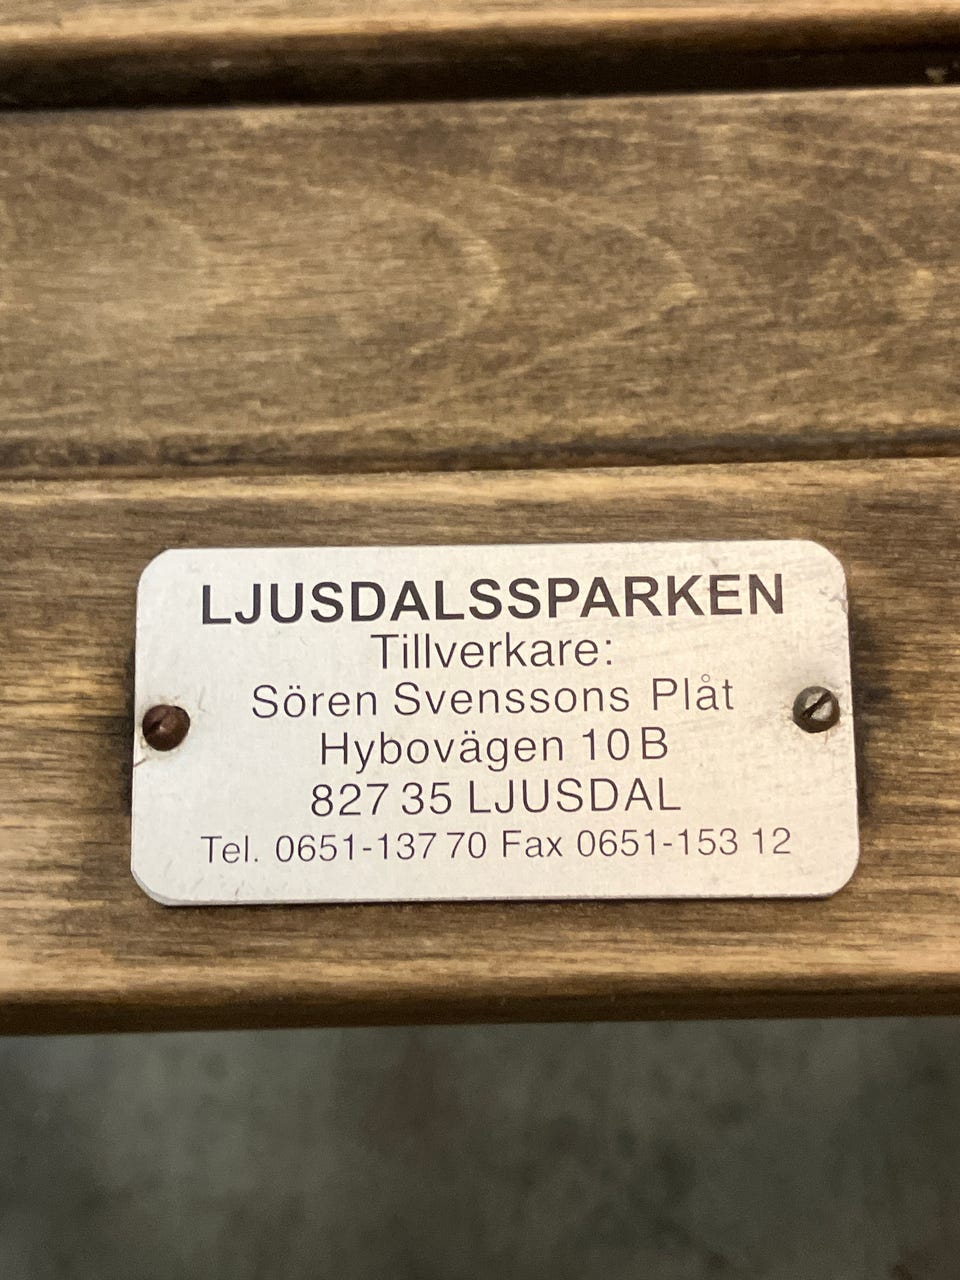 LJUSDALSSPARKEN
Tillverkare:
Sören Svenssons Plåt
Hybovägen 10 B
827 35 LJUSDAL
Tel. 0651-137 70 Fax 0651-153 12